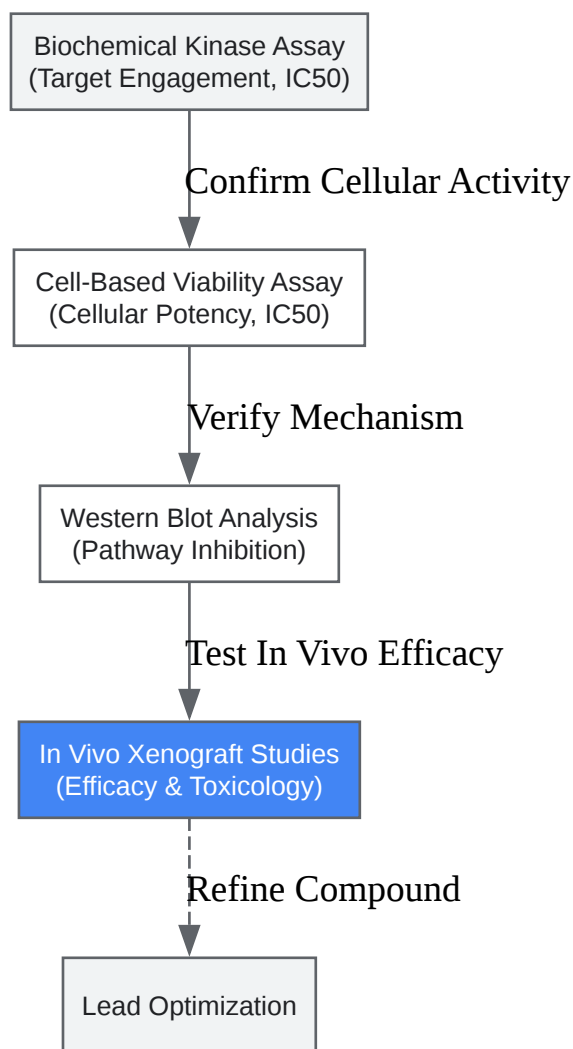 Biochemical Kinase Assay
(Target Engagement, IC50)
Confirm Cellular Activity
Cell-Based Viability Assay
(Cellular Potency, IC50)
Verify Mechanism
Western Blot Analysis
(Pathway Inhibition)
Test In Vivo Efficacy
In Vivo Xenograft Studies
(Efficacy & Toxicology)
Refine Compound
Lead Optimization